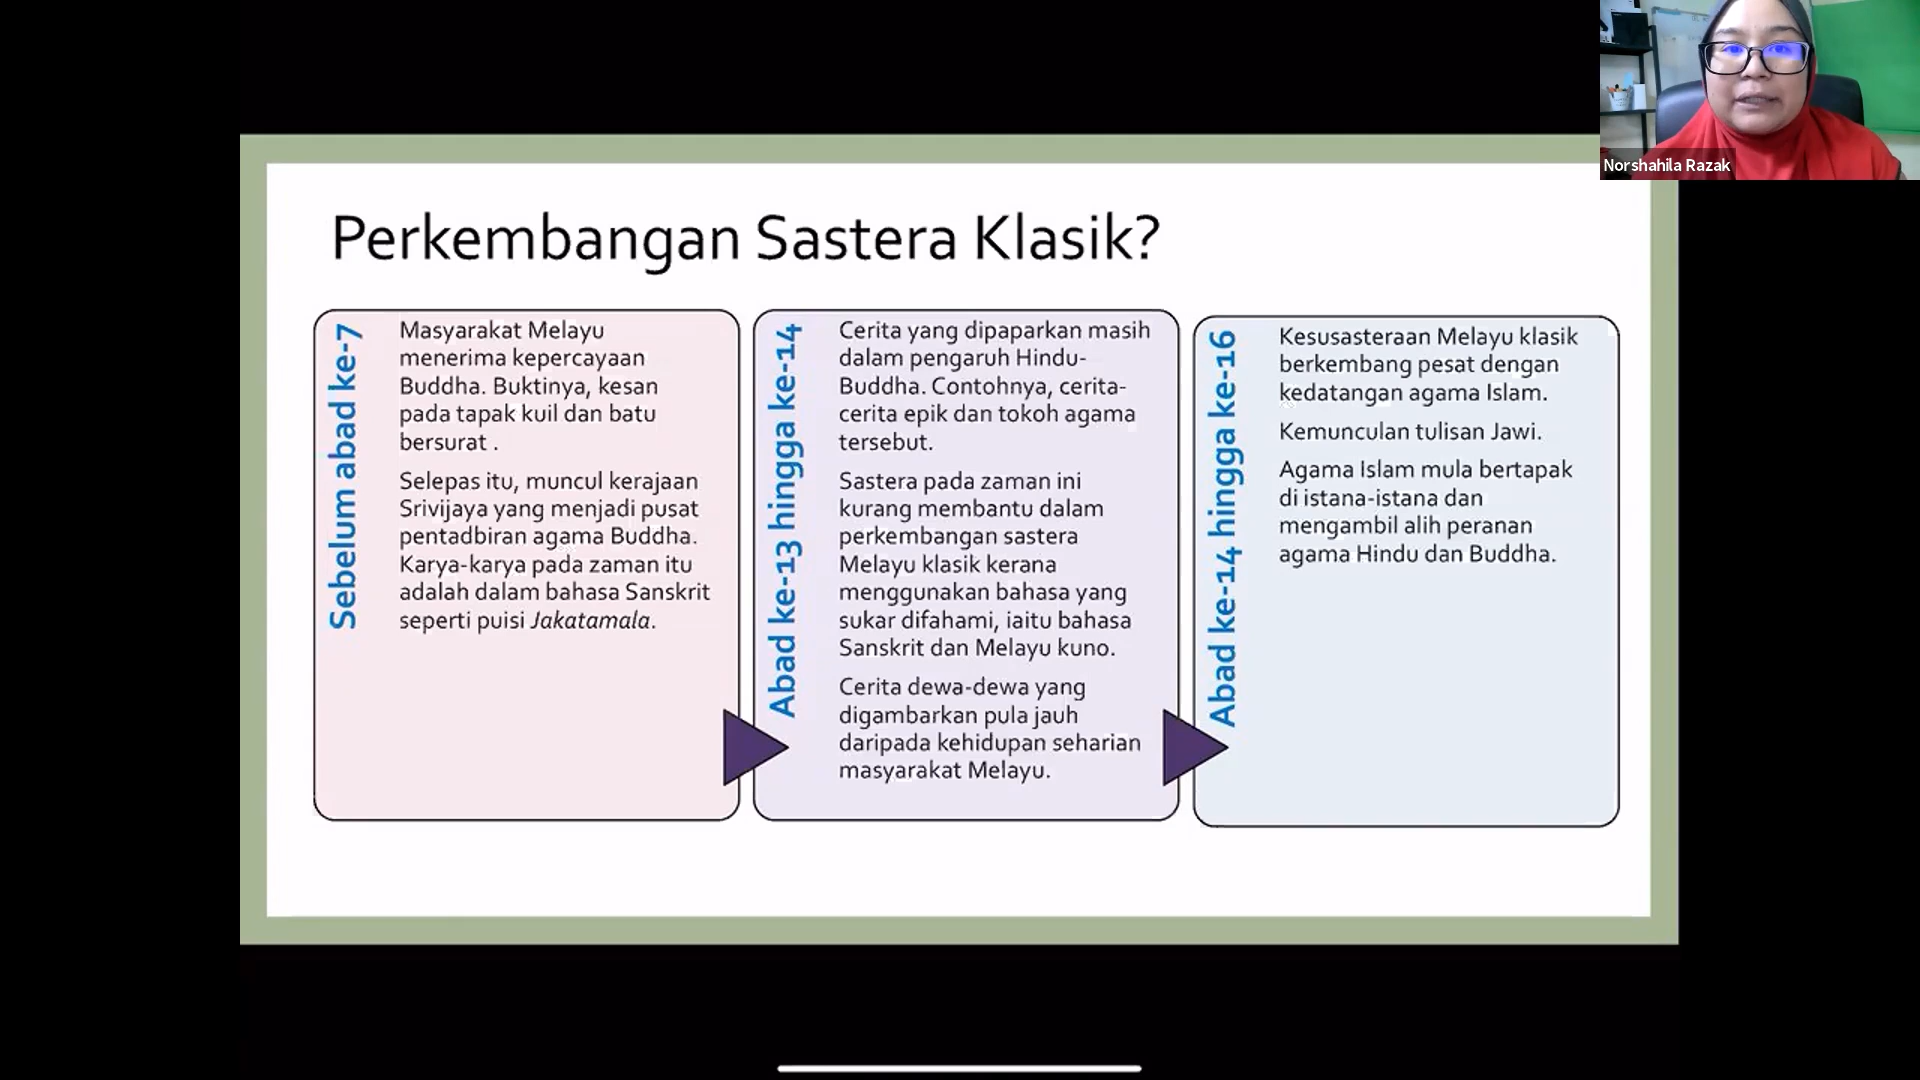 Norshahila Razak
Perkembangan Sastera Klasik?
Sebelum abad ke-7
Masyarakat Melayu
menerima kepercayaan
Buddha. Buktinya, kesan
pada tapak kuil dan batu
bersurat .
Selepas itu, muncul kerajaan
Srivijaya yang menjadi pusat
pentadbiran agama Buddha.
Karya-karya pada zaman itu
adalah dalam bahasa Sanskrit
seperti puisi Jakatamala.
Abad ke-13 hingga ke-14
Cerita yang dipaparkan masih
dalam pengaruh Hindu-
Buddha. Contohnya, cerita-
cerita epik dan tokoh agama
tersebut.
Sastera pada zaman ini
kurang membantu dalam
perkembangan sastera
Melayu klasik kerana
menggunakan bahasa yang
sukar difahami, iaitu bahasa
Sanskrit dan Melayu kuno.
Cerita dewa-dewa yang
digambarkan pula jauh
daripada kehidupan seharian
masyarakat Melayu.
Abad ke-14 hingga ke-16
Kesusasteraan Melayu klasik
berkembang pesat dengan
kedatangan agama Islam.
Kemunculan tulisan Jawi.
Agama Islam mula bertapak
di istana-istana dan
mengambil alih peranan
agama Hindu dan Buddha.